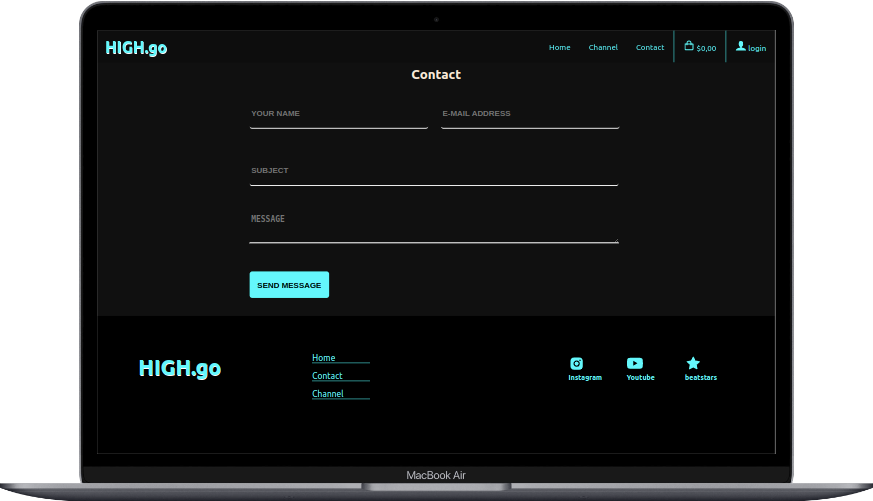 HIGH.go Home Channel Contact $0,00 login
Contact
YOUR NAME E-MAIL ADDRESS
SUBJECT
MESSAGE
SEND MESSAGE
HIGH.go
Home
Contact
Channel
Instagram Youtube beatstars
MacBook Air